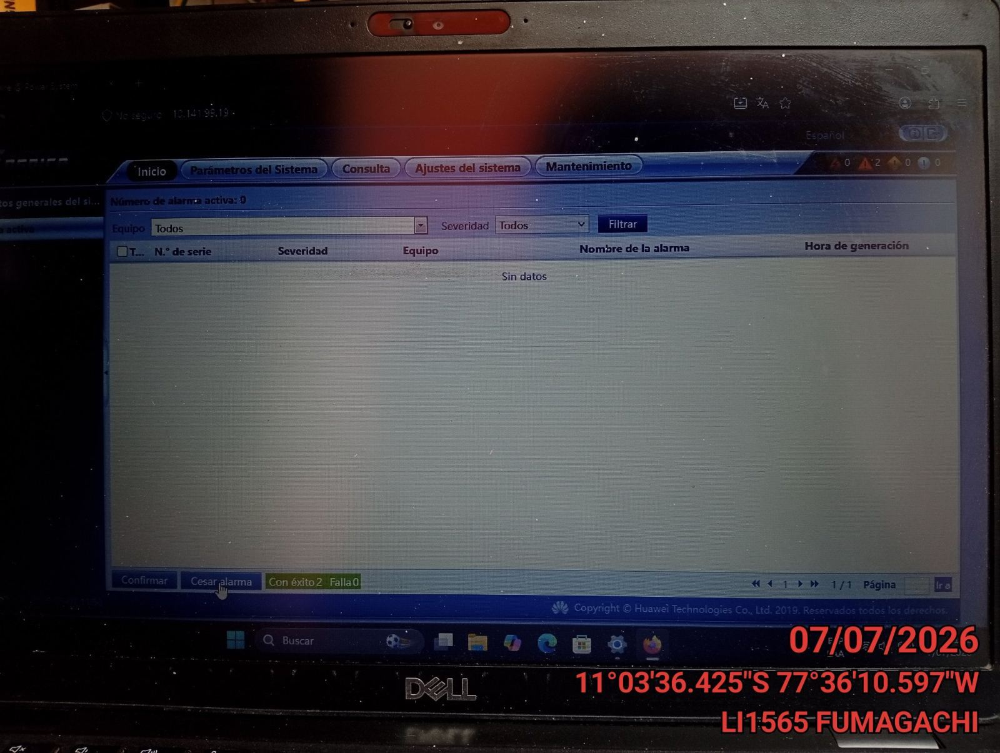 No seguro 10.141.99.19
Español
Inicio
Parámetros del Sistema
Consulta
Ajustes del sistema
Mantenimiento
0 2 0 0
tos generales del si...
Número de alarma activa: 0
a activa
Equipo Todos Severidad Todos Filtrar
T... N.° de serie Severidad Equipo Nombre de la alarma Hora de generación
Sin datos
Confirmar Cesar alarma Con éxito 2 Falla 0
1 1 / 1 Página Ir a
Copyright © Huawei Technologies Co., Ltd. 2019. Reservados todos los derechos.
Buscar
DELL
07/07/2026
11°03'36.425"S 77°36'10.597"W
LI1565 FUMAGACHI